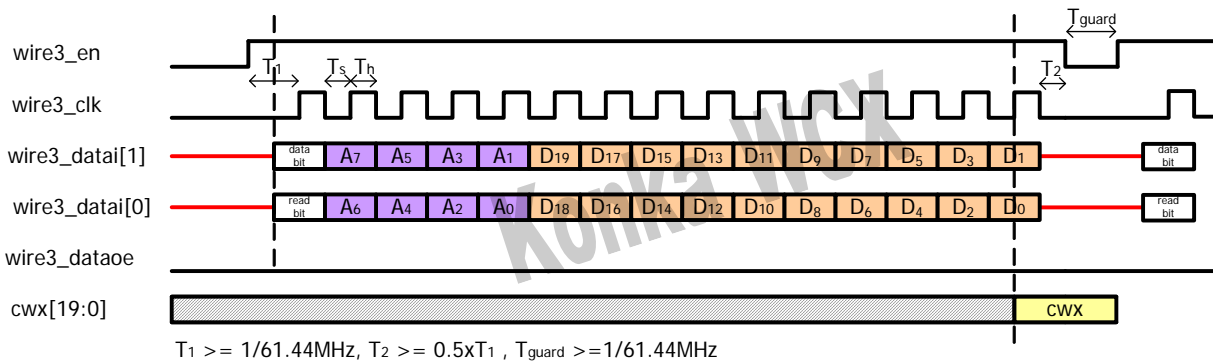 Tguard
wire3_en
T1 Ts Th T2
wire3_clk
wire3_datai[1] data bit A7 A5 A3 A1 D19 D17 D15 D13 D11 D9 D7 D5 D3 D1 data bit
wire3_datai[0] read bit A6 A4 A2 A0 D18 D16 D14 D12 D10 D8 D6 D4 D2 D0 read bit
Konka WCX
wire3_dataoe
cwx[19:0] cwx
T1 >= 1/61.44MHz, T2 >= 0.5xT1 , Tguard >=1/61.44MHz